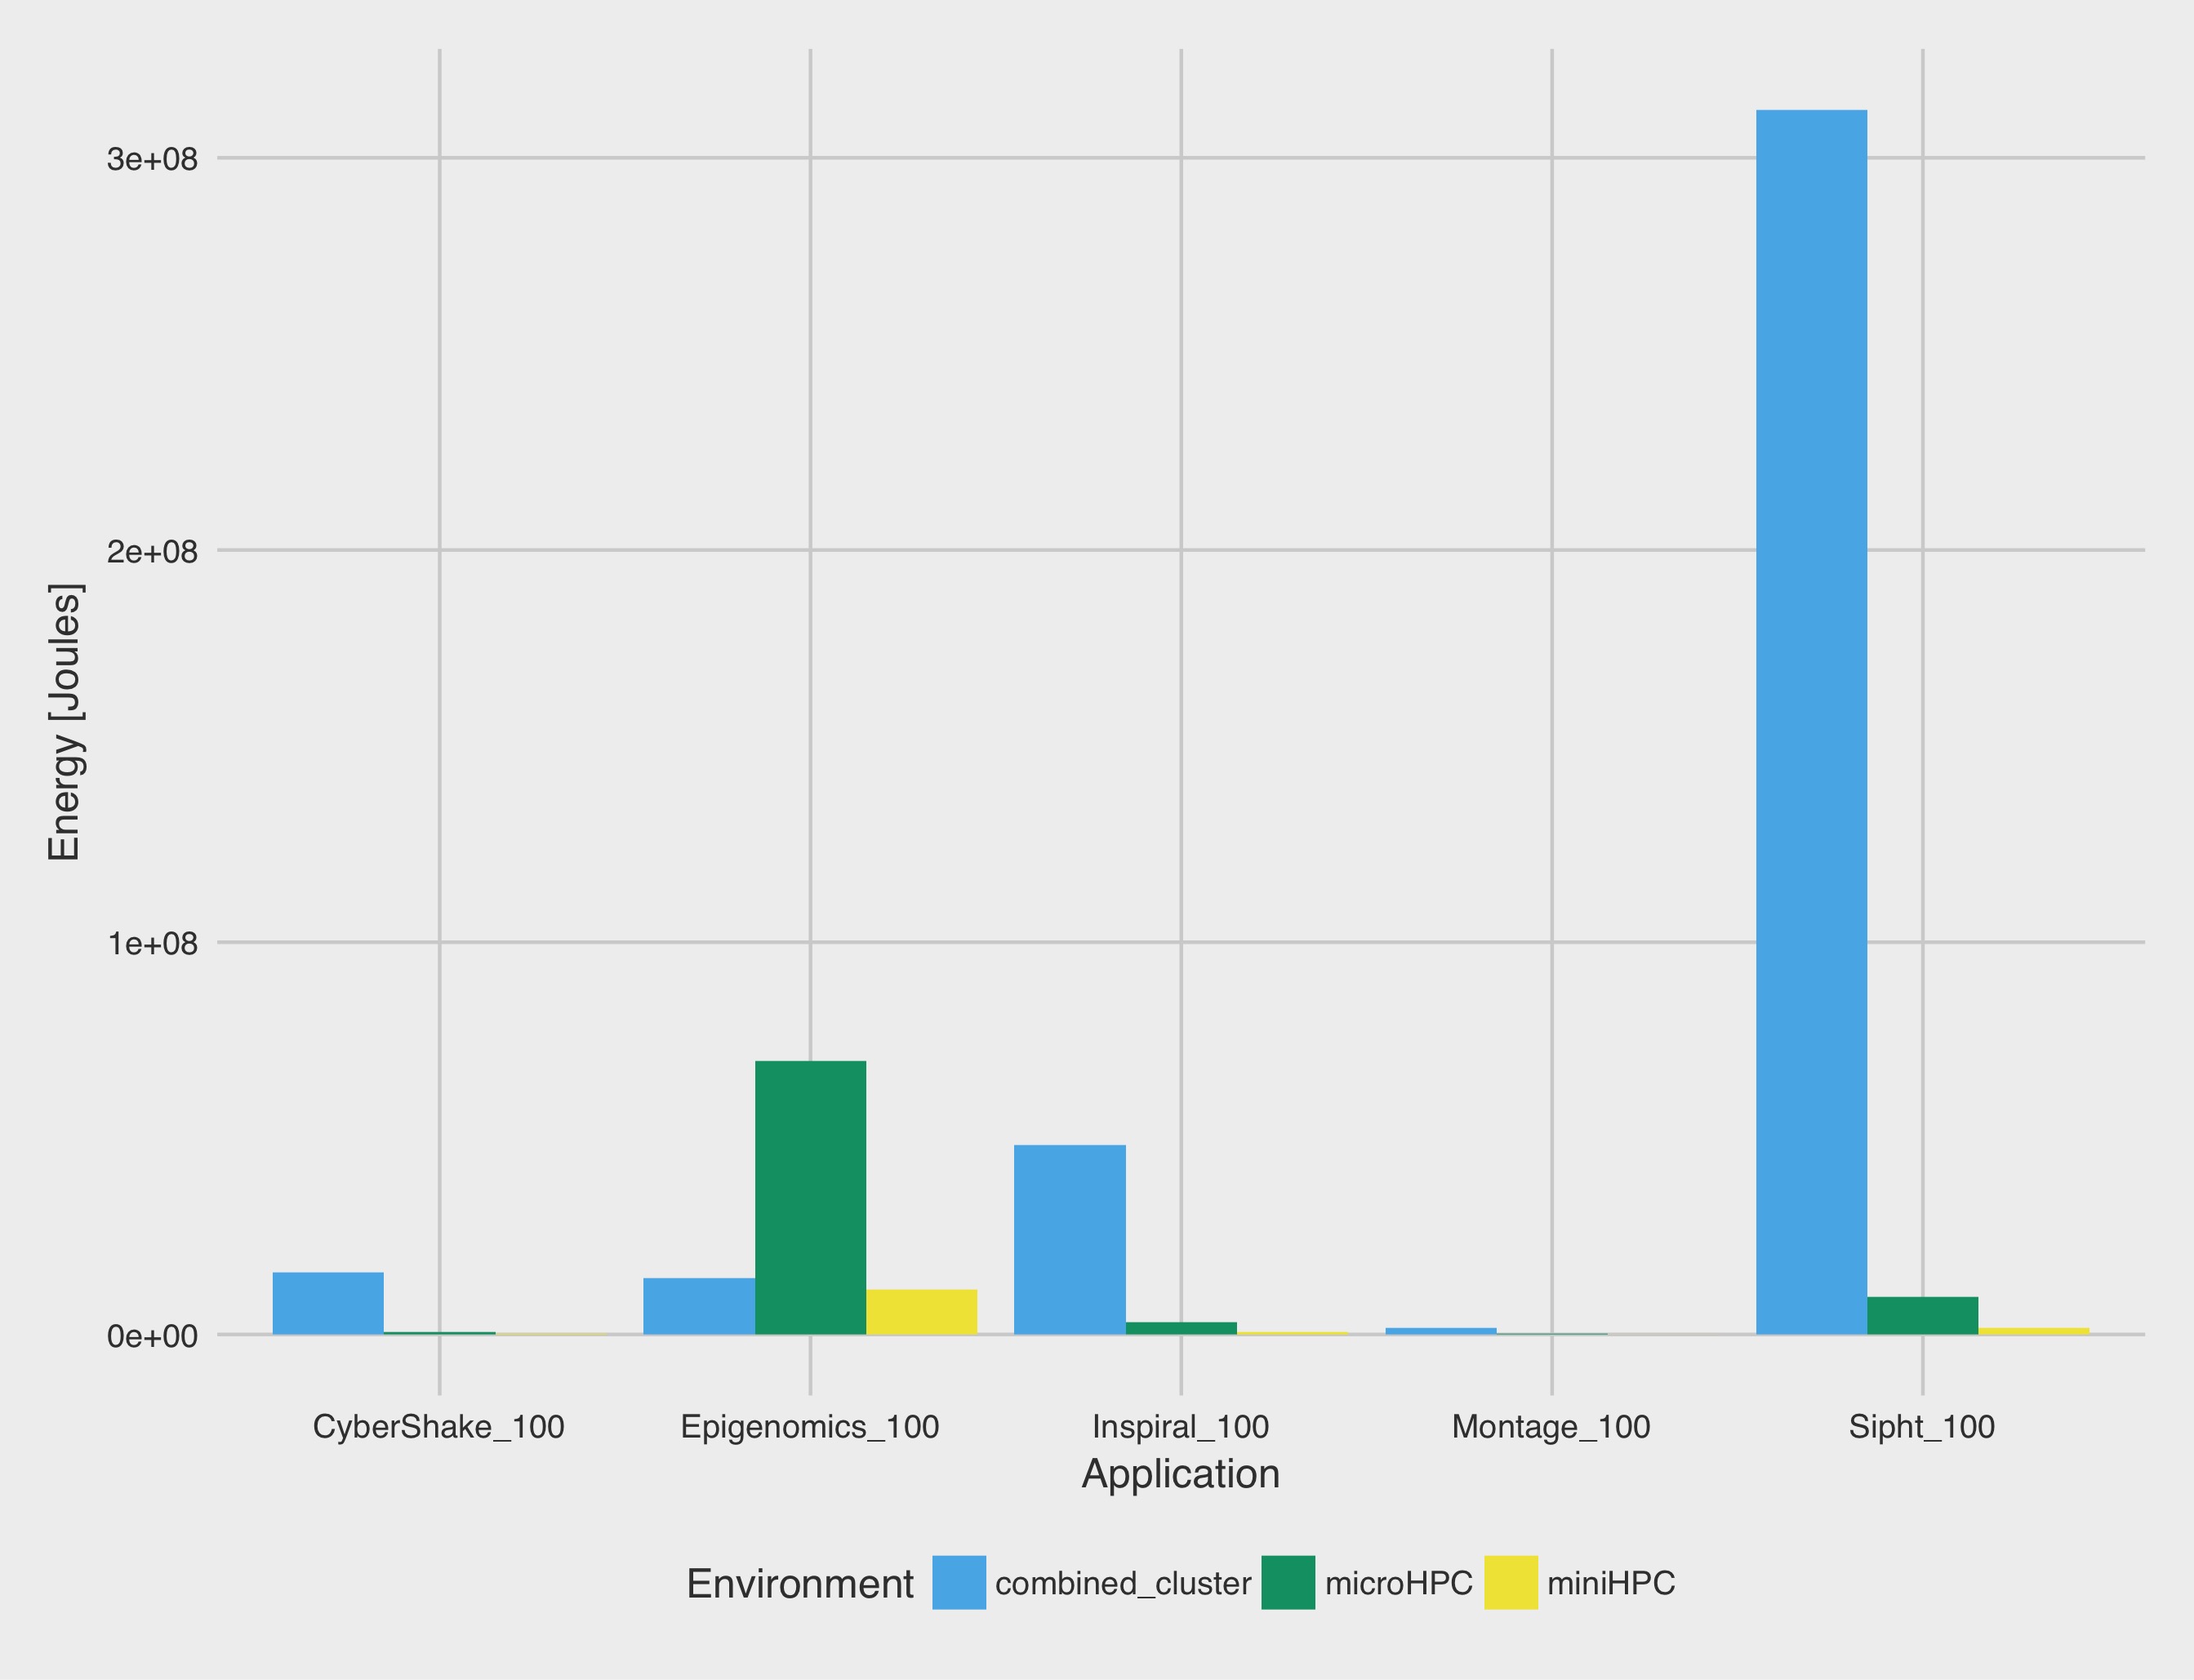 Energy [Joules]
3e+08
2e+08
1e+08
0e+00
CyberShake_100 Epigenomics_100 Inspiral_100 Montage_100 Sipht_100
Application
Environment combined_cluster microHPC miniHPC